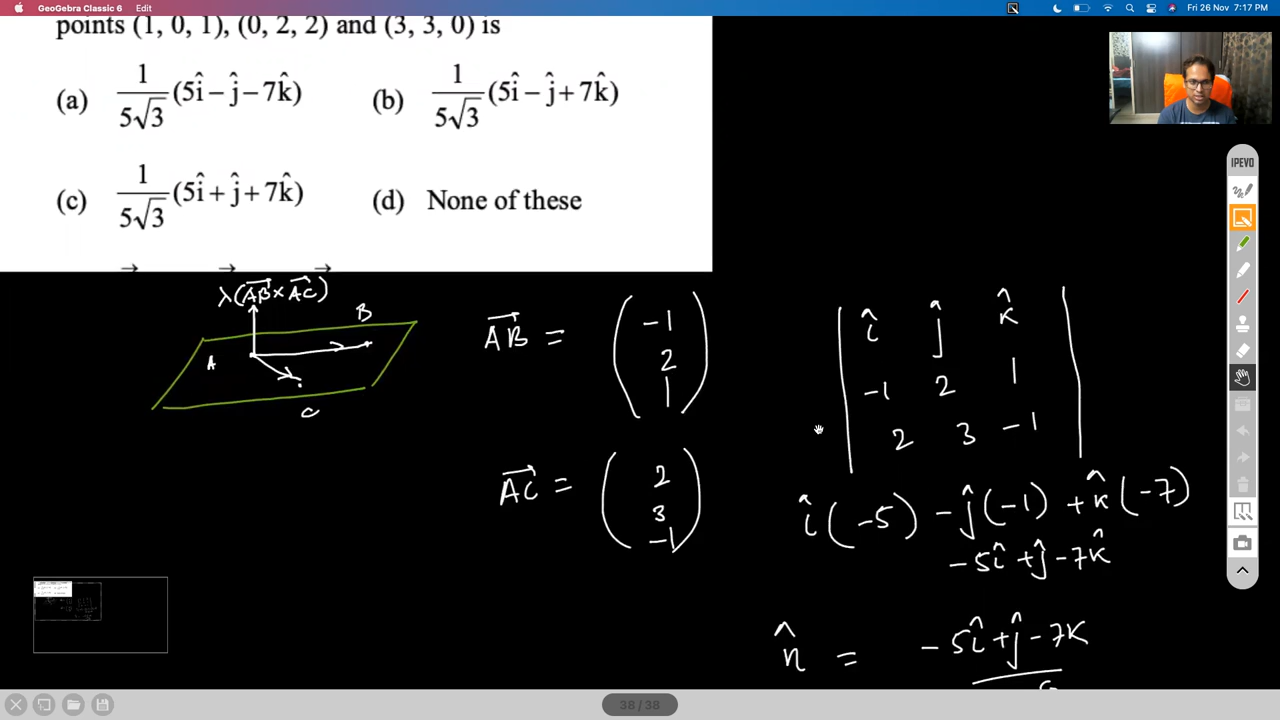 GeoGebra Classic 6 Edit Fri 26 Nov 7:17 PM
points (1, 0, 1), (0, 2, 2) and (3, 3, 0) is
(a) 1/5√3 (5î − ĵ − 7k̂) (b) 1/5√3 (5î − ĵ + 7k̂)
(c) 1/5√3 (5î + ĵ + 7k̂) (d) None of these
IPEVO
λ(AB⃗ × AC⃗)
A B C
AB⃗ = (−1 2 1)
AC⃗ = (2 3 −1)
| î ĵ k̂ |
| −1 2 1 |
| 2 3 −1 |
î(−5) − ĵ(−1) + k̂(−7)
−5î + ĵ − 7k̂
n̂ = −5î + ĵ − 7k
38 / 38